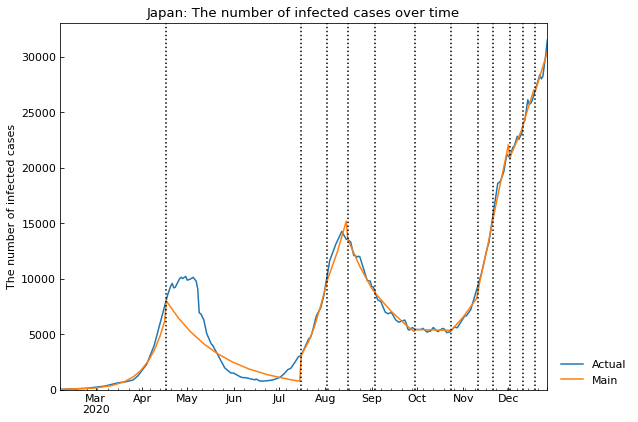 Japan: The number of infected cases over time
The number of infected cases
30000
25000
20000
15000
10000
5000
0
Mar Apr May Jun Jul Aug Sep Oct Nov Dec
2020
Actual
Main